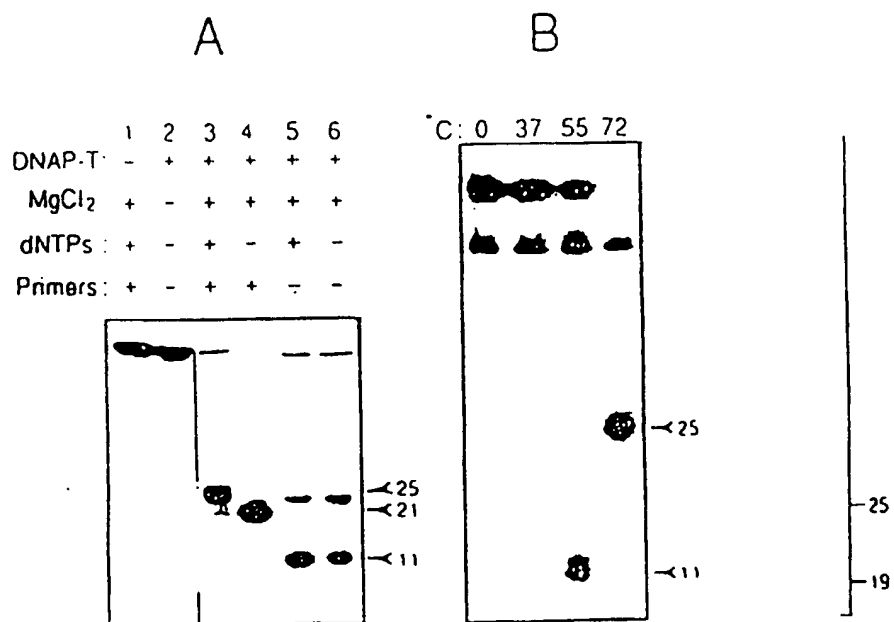 A
B
1 2 3 4 5 6
DNAP-T: - + + + + +
MgCl2 + - + + + +
dNTPs: + - + - + -
Primers: + - + + - -
25
21
11
°C: 0 37 55 72
25
11
25
19